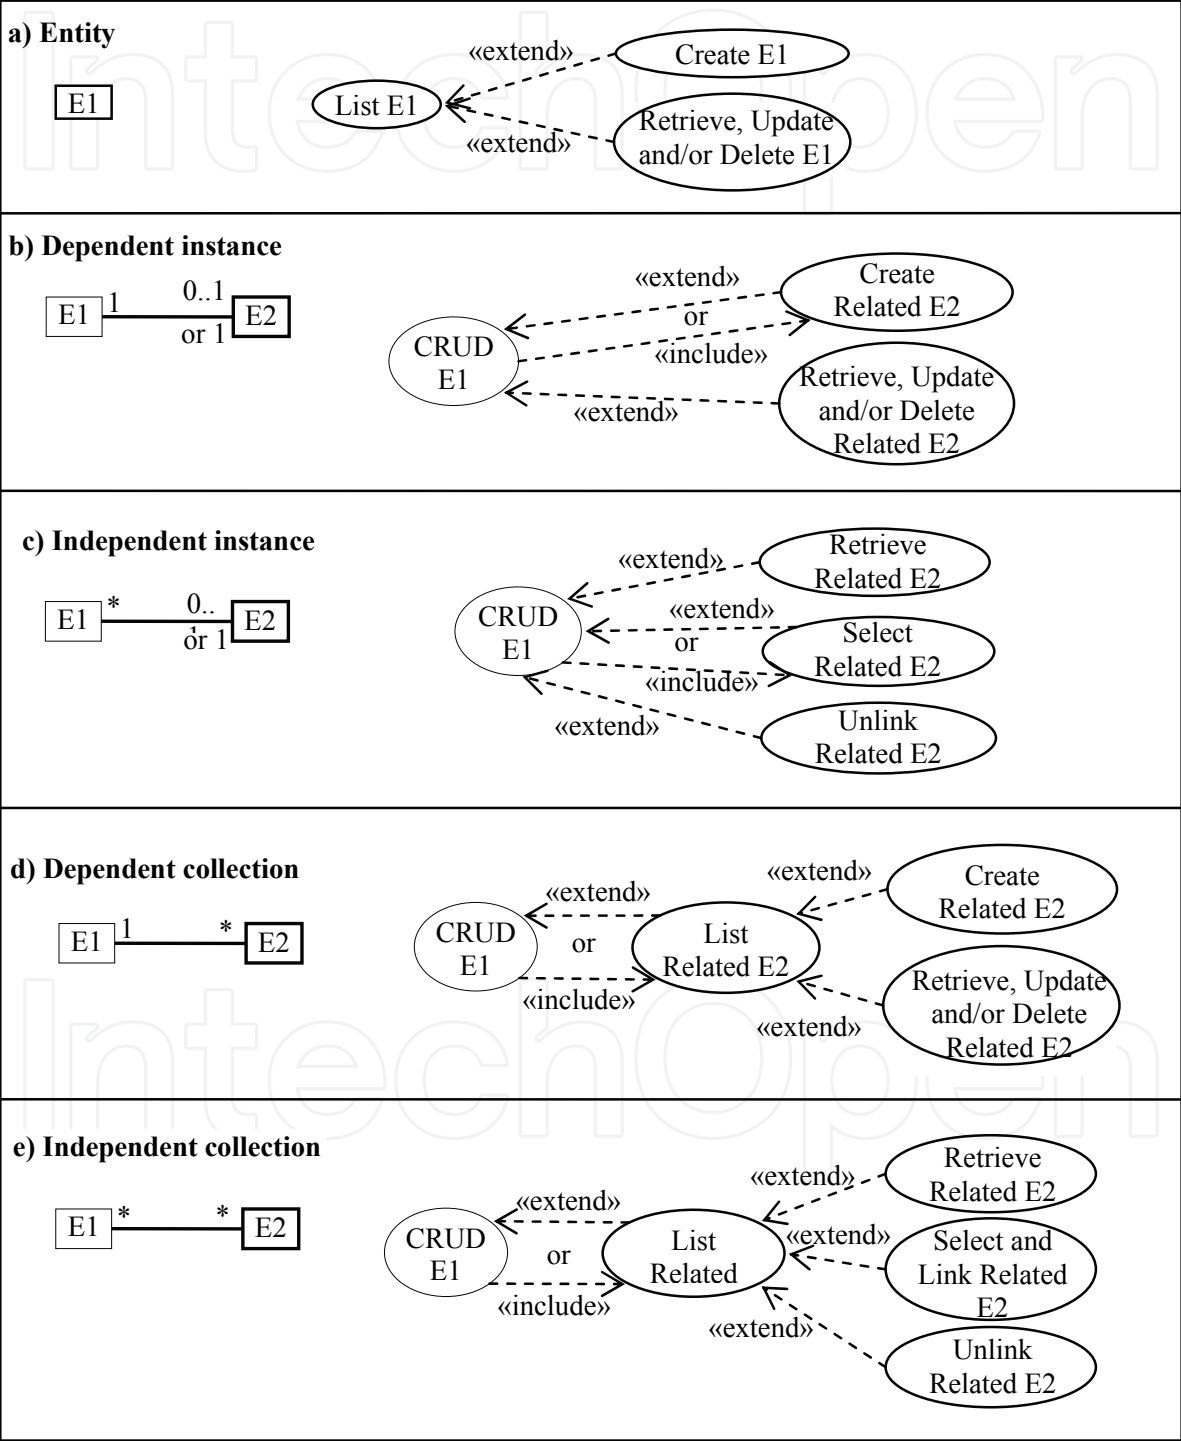 a) Entity
E1
List E1
«extend»
«extend»
Create E1
Retrieve, Update
and/or Delete E1
b) Dependent instance
E1
1
0..1
or 1
E2
CRUD
E1
«extend»
or
«include»
«extend»
Create
Related E2
Retrieve, Update
and/or Delete
Related E2
c) Independent instance
E1
*
0..
or 1
E2
CRUD
E1
«extend»
«extend»
or
«include»
«extend»
Retrieve
Related E2
Select
Related E2
Unlink
Related E2
d) Dependent collection
E1
1
*
E2
CRUD
E1
«extend»
or
«include»
List
Related E2
«extend»
«extend»
Create
Related E2
Retrieve, Update
and/or Delete
Related E2
e) Independent collection
E1
*
*
E2
CRUD
E1
«extend»
or
«include»
List
Related
«extend»
«extend»
«extend»
Retrieve
Related E2
Select and
Link Related
E2
Unlink
Related E2
IntechOpen
IntechOpen